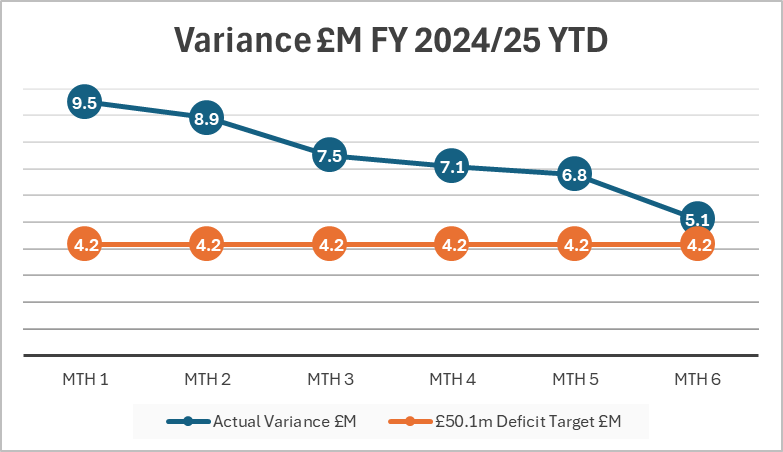 Variance £M FY 2024/25 YTD
9.5
8.9
7.5
7.1
6.8
5.1
4.2 4.2 4.2 4.2 4.2 4.2
MTH 1 MTH 2 MTH 3 MTH 4 MTH 5 MTH 6
Actual Variance £M £50.1m Deficit Target £M